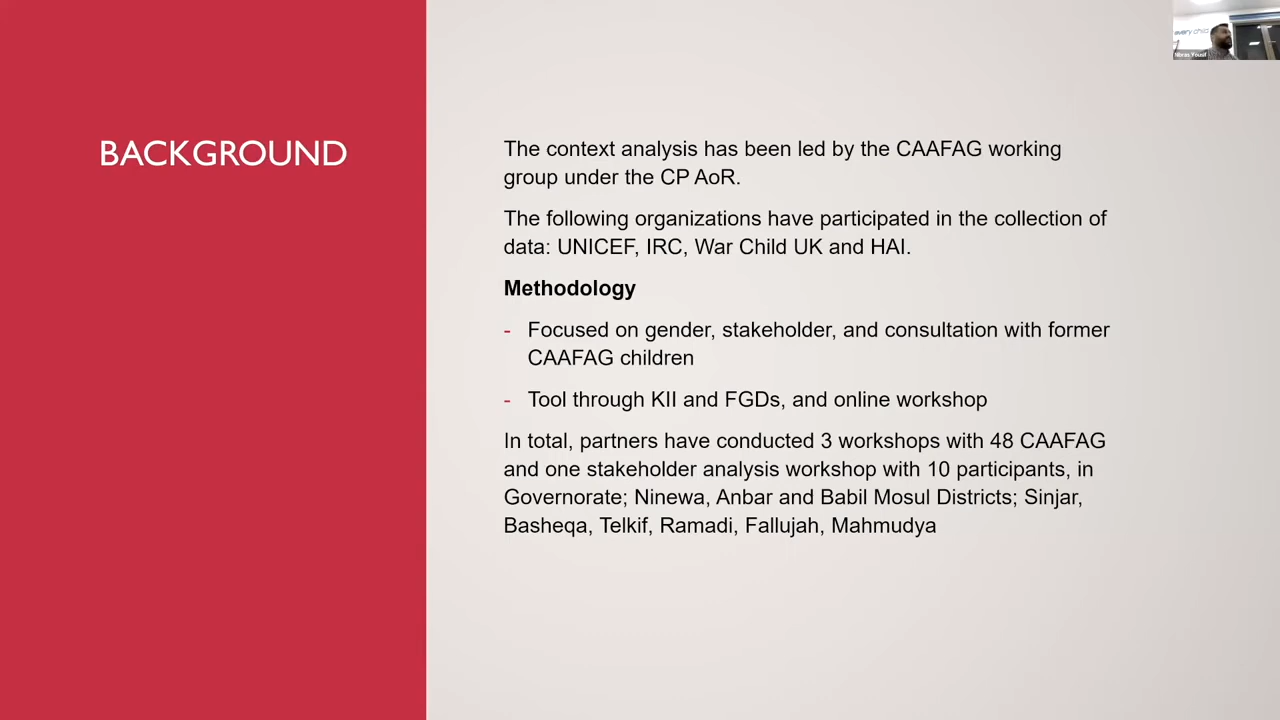 BACKGROUND
The context analysis has been led by the CAAFAG working
group under the CP AoR.
The following organizations have participated in the collection of
data: UNICEF, IRC, War Child UK and HAI.
Methodology
- Focused on gender, stakeholder, and consultation with former
CAAFAG children
- Tool through KII and FGDs, and online workshop
In total, partners have conducted 3 workshops with 48 CAAFAG
and one stakeholder analysis workshop with 10 participants, in
Governorate; Ninewa, Anbar and Babil Mosul Districts; Sinjar,
Basheqa, Telkif, Ramadi, Fallujah, Mahmudya
every child
Nibras Yousif